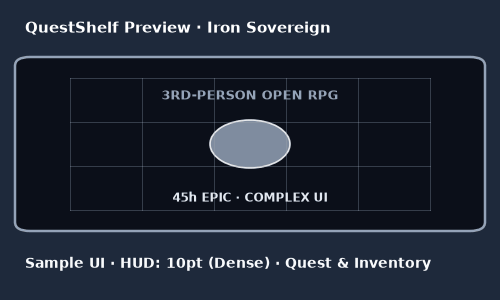 QuestShelf Preview · Iron Sovereign
3RD-PERSON OPEN RPG
45h EPIC · COMPLEX UI
Sample UI · HUD: 10pt (Dense) · Quest & Inventory